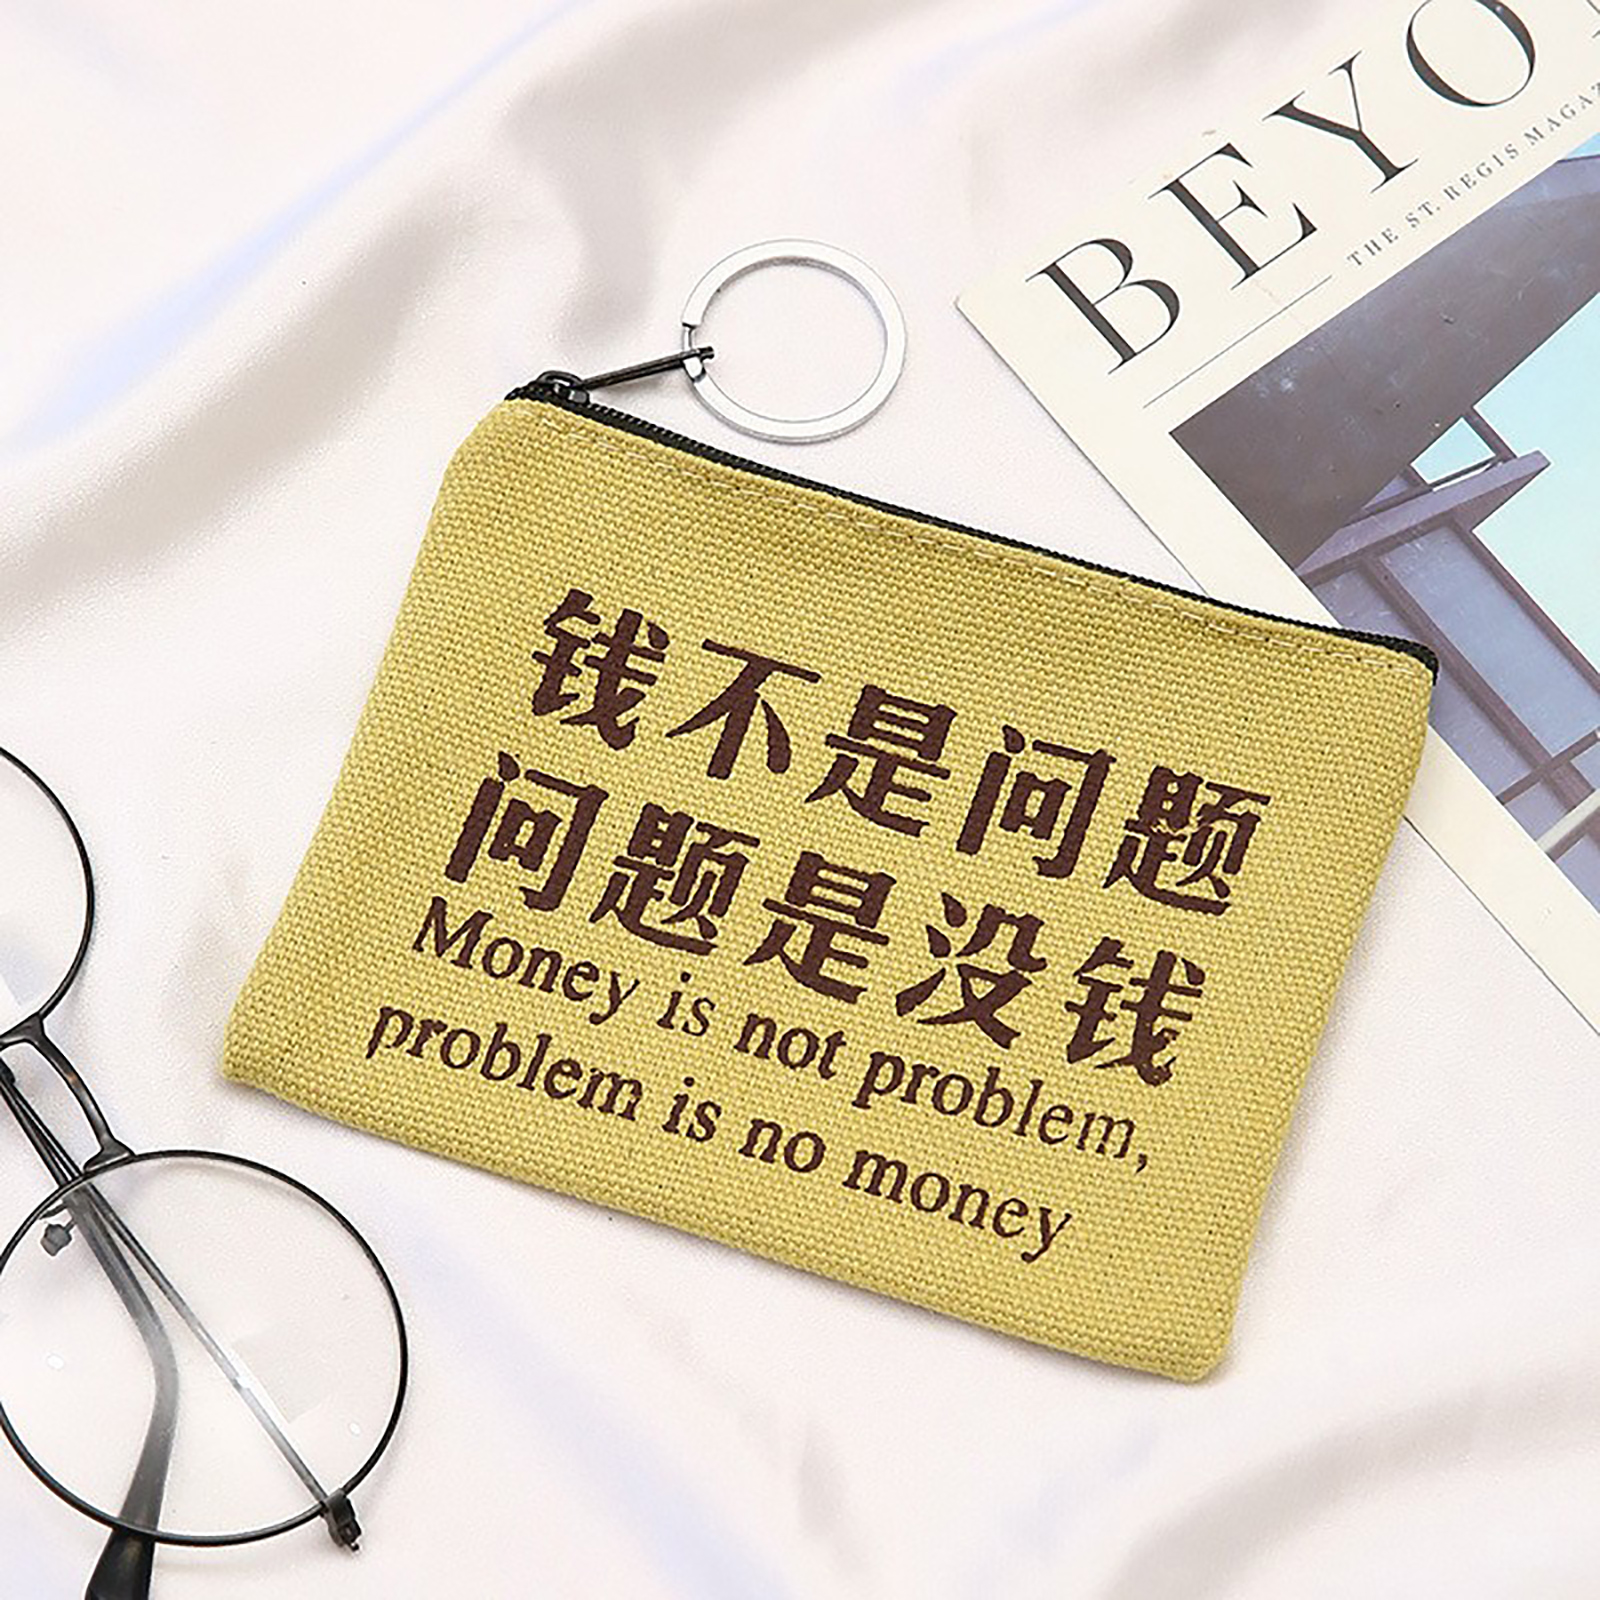 BEYO
THE ST. REGIS
钱不是问题
问题是没钱
Money is not problem,
problem is no money